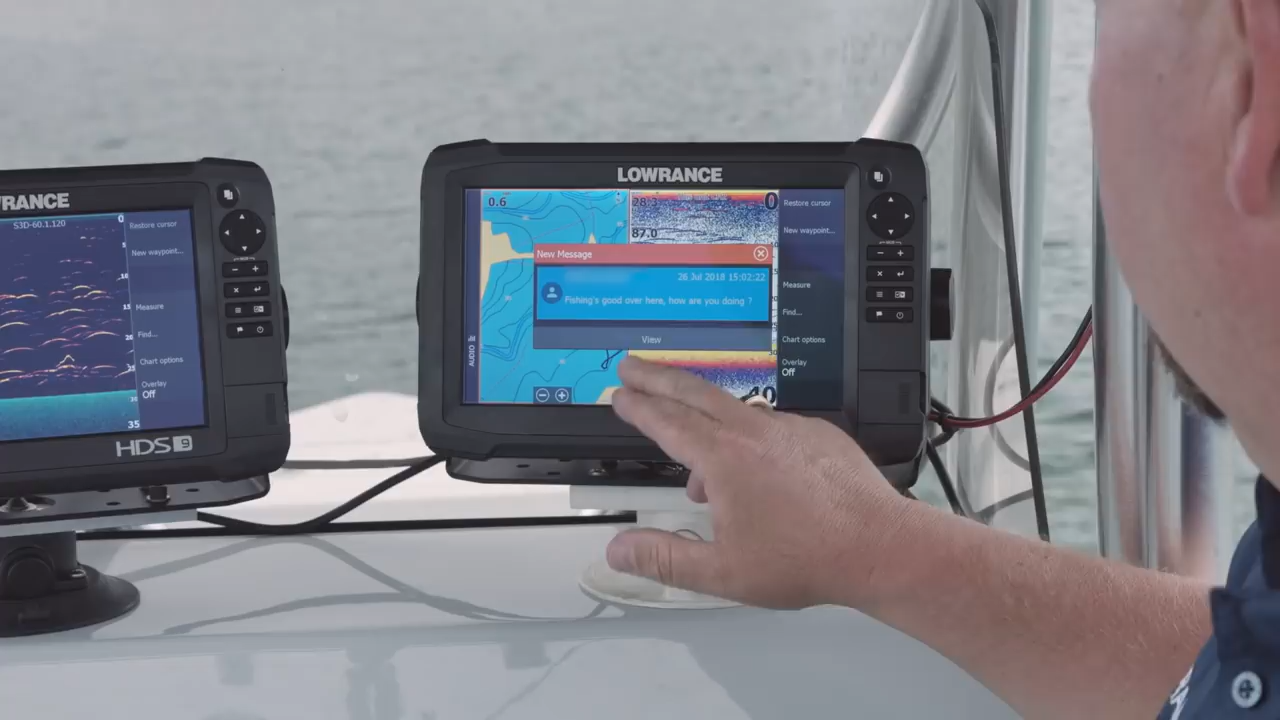 RANCE
S3D-60.1.120
0
Restore cursor
New waypoint...
Measure
Find...
Chart options
Overlay
Off
35
HDS 9
LOWRANCE
0.6
28.3
0
87.0
New Message
26 Jul 2018 15:02:22
Fishing's good over here, how are you doing ?
View
AUDIO
40
Restore cursor
New waypoint...
Measure
Find...
Chart options
Overlay
Off